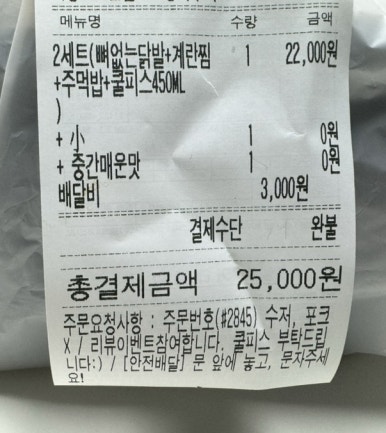 메뉴명 수량 금액
2세트(뼈없는닭발+계란찜 1 22,000원
+주먹밥+쿨피스450ML
)
+ 小 1 0원
+ 중간매운맛 1 0원
배달비 3,000원
결제수단 완불
총결제금액 25,000원
주문요청사항 : 주문번호(#2845) 수저, 포크
X / 리뷰이벤트참여합니다. 쿨피스 부탁드립
니다:) / [안전배달] 문 앞에 놓고, 문자주세
요!